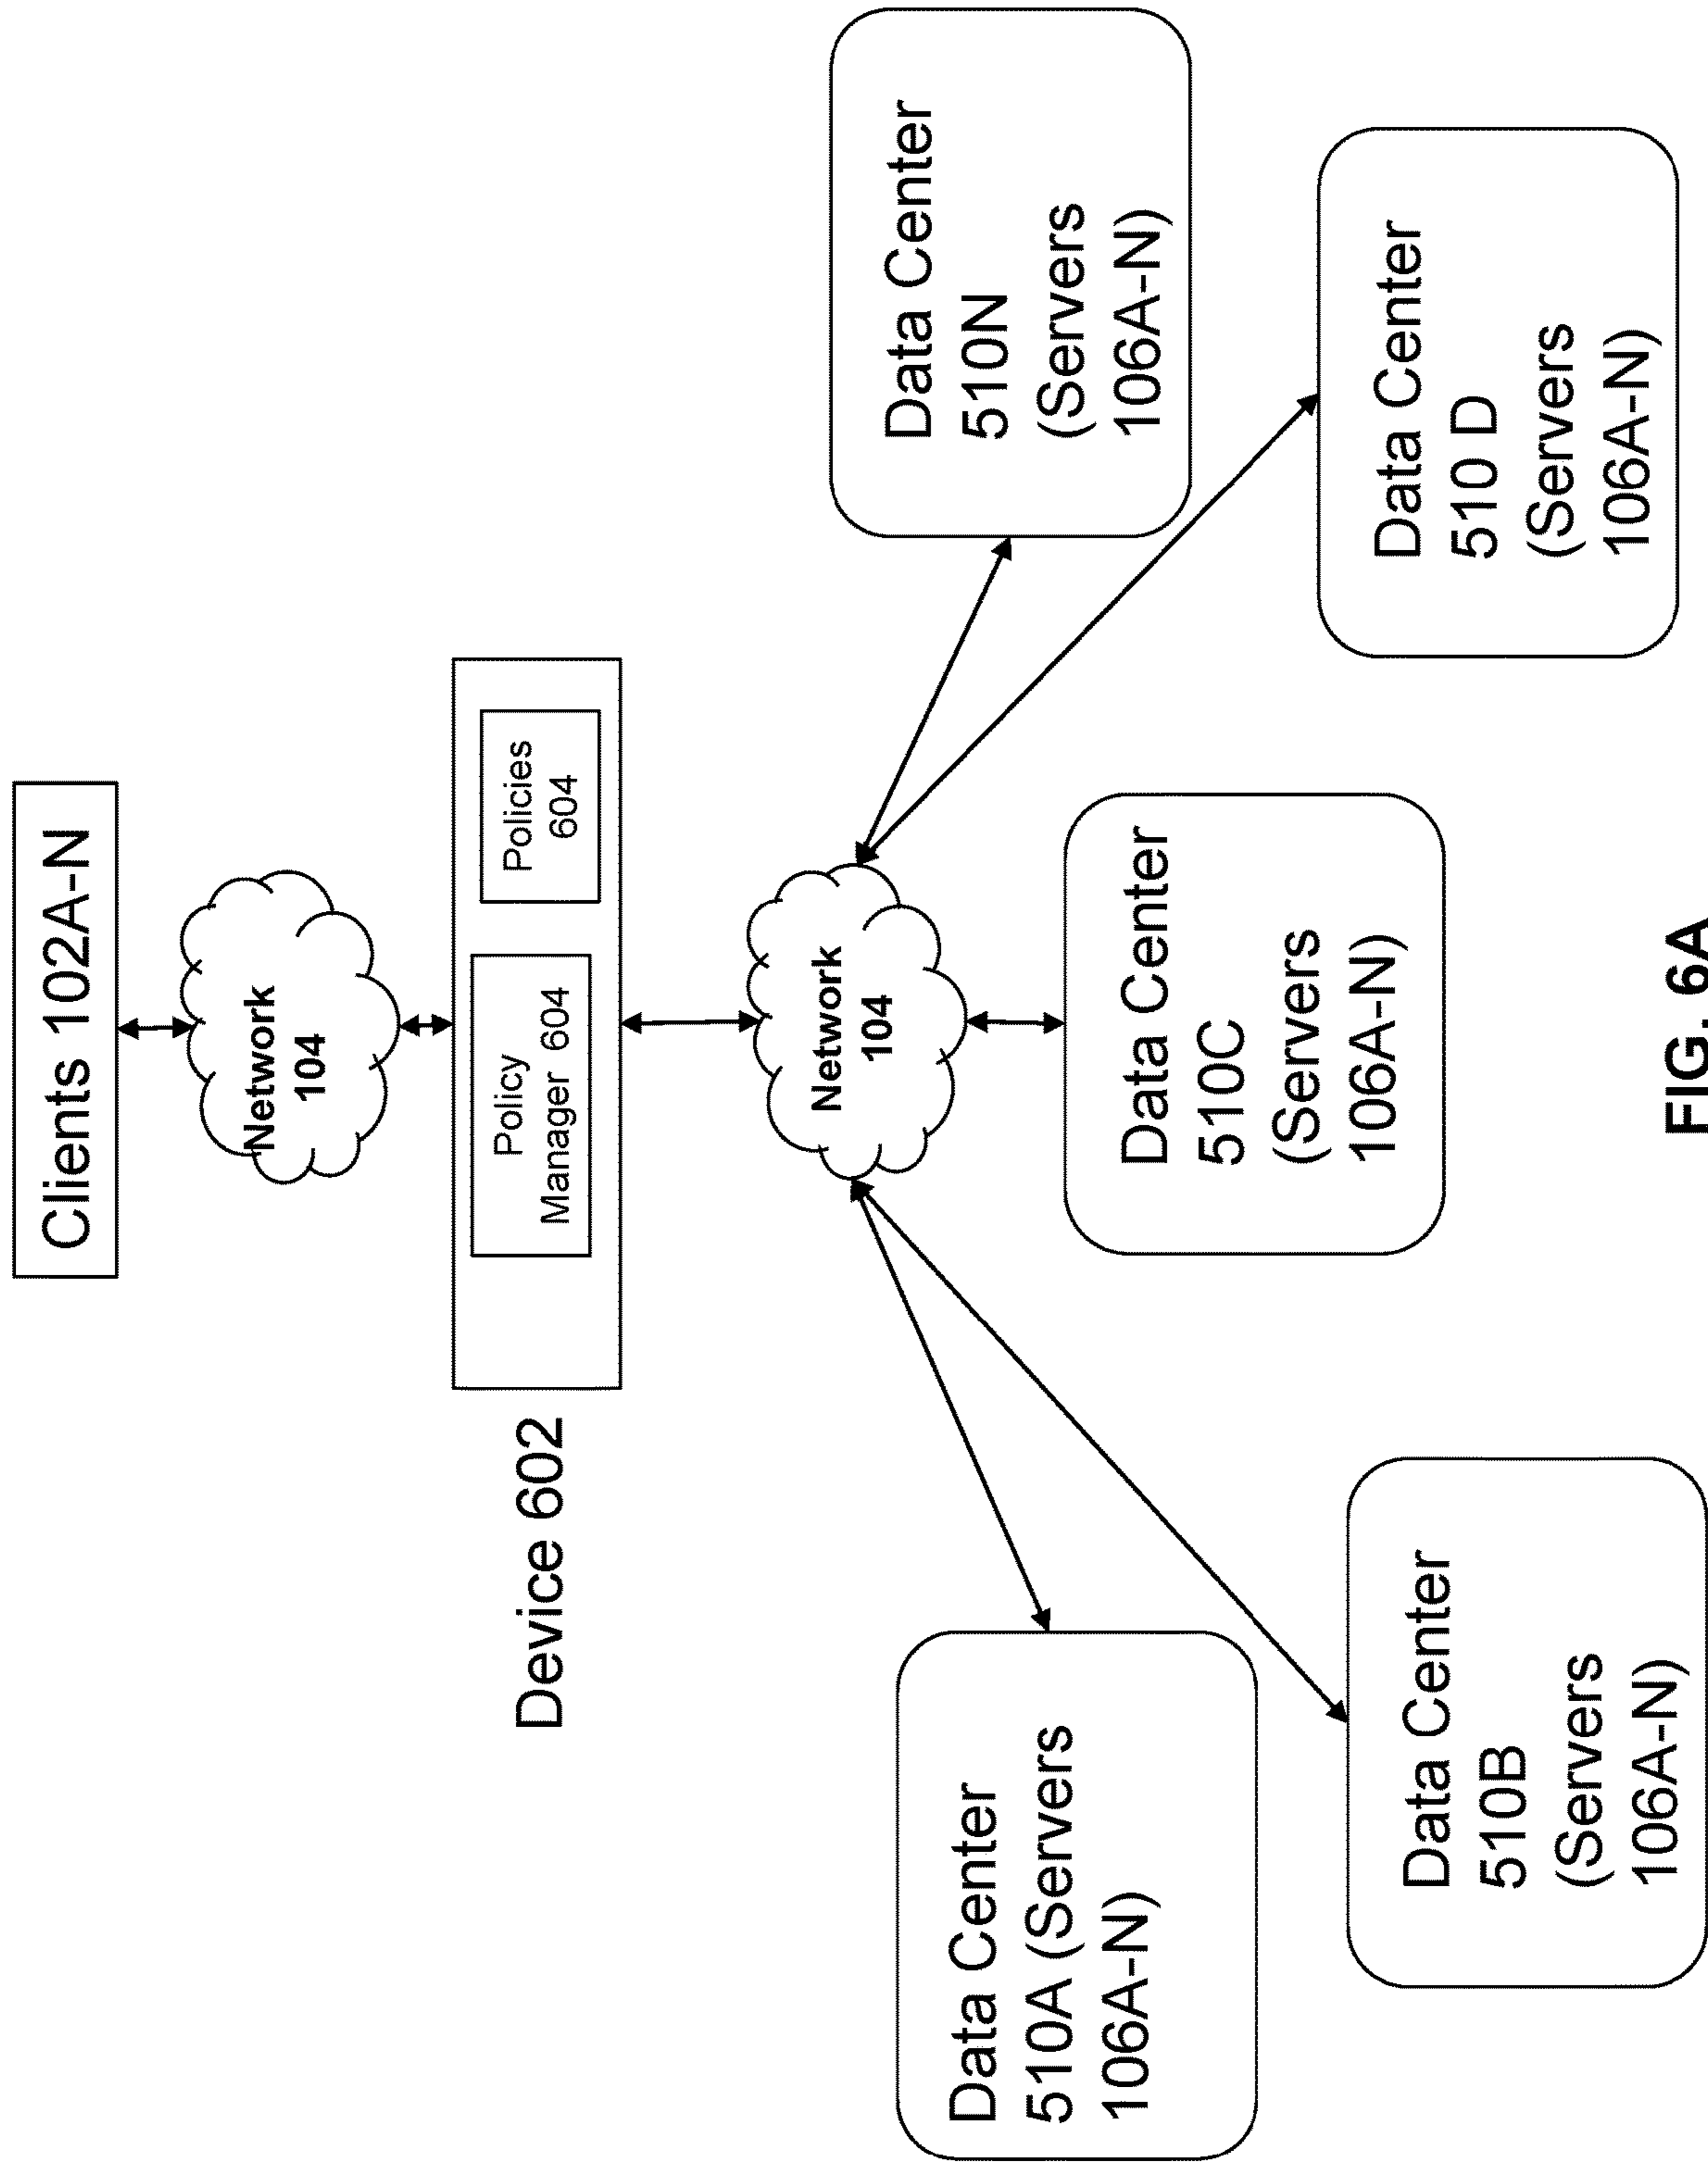 Clients 102A-N
Network
104
Device 602
Policy
Manager 604
Policies
604
Network
104
Data Center
510A (Servers
106A-N)
Data Center
510B
(Servers
106A-N)
Data Center
510C
(Servers
106A-N)
Data Center
510 D
(Servers
106A-N)
Data Center
510N
(Servers
106A-N)
FIG. 6A